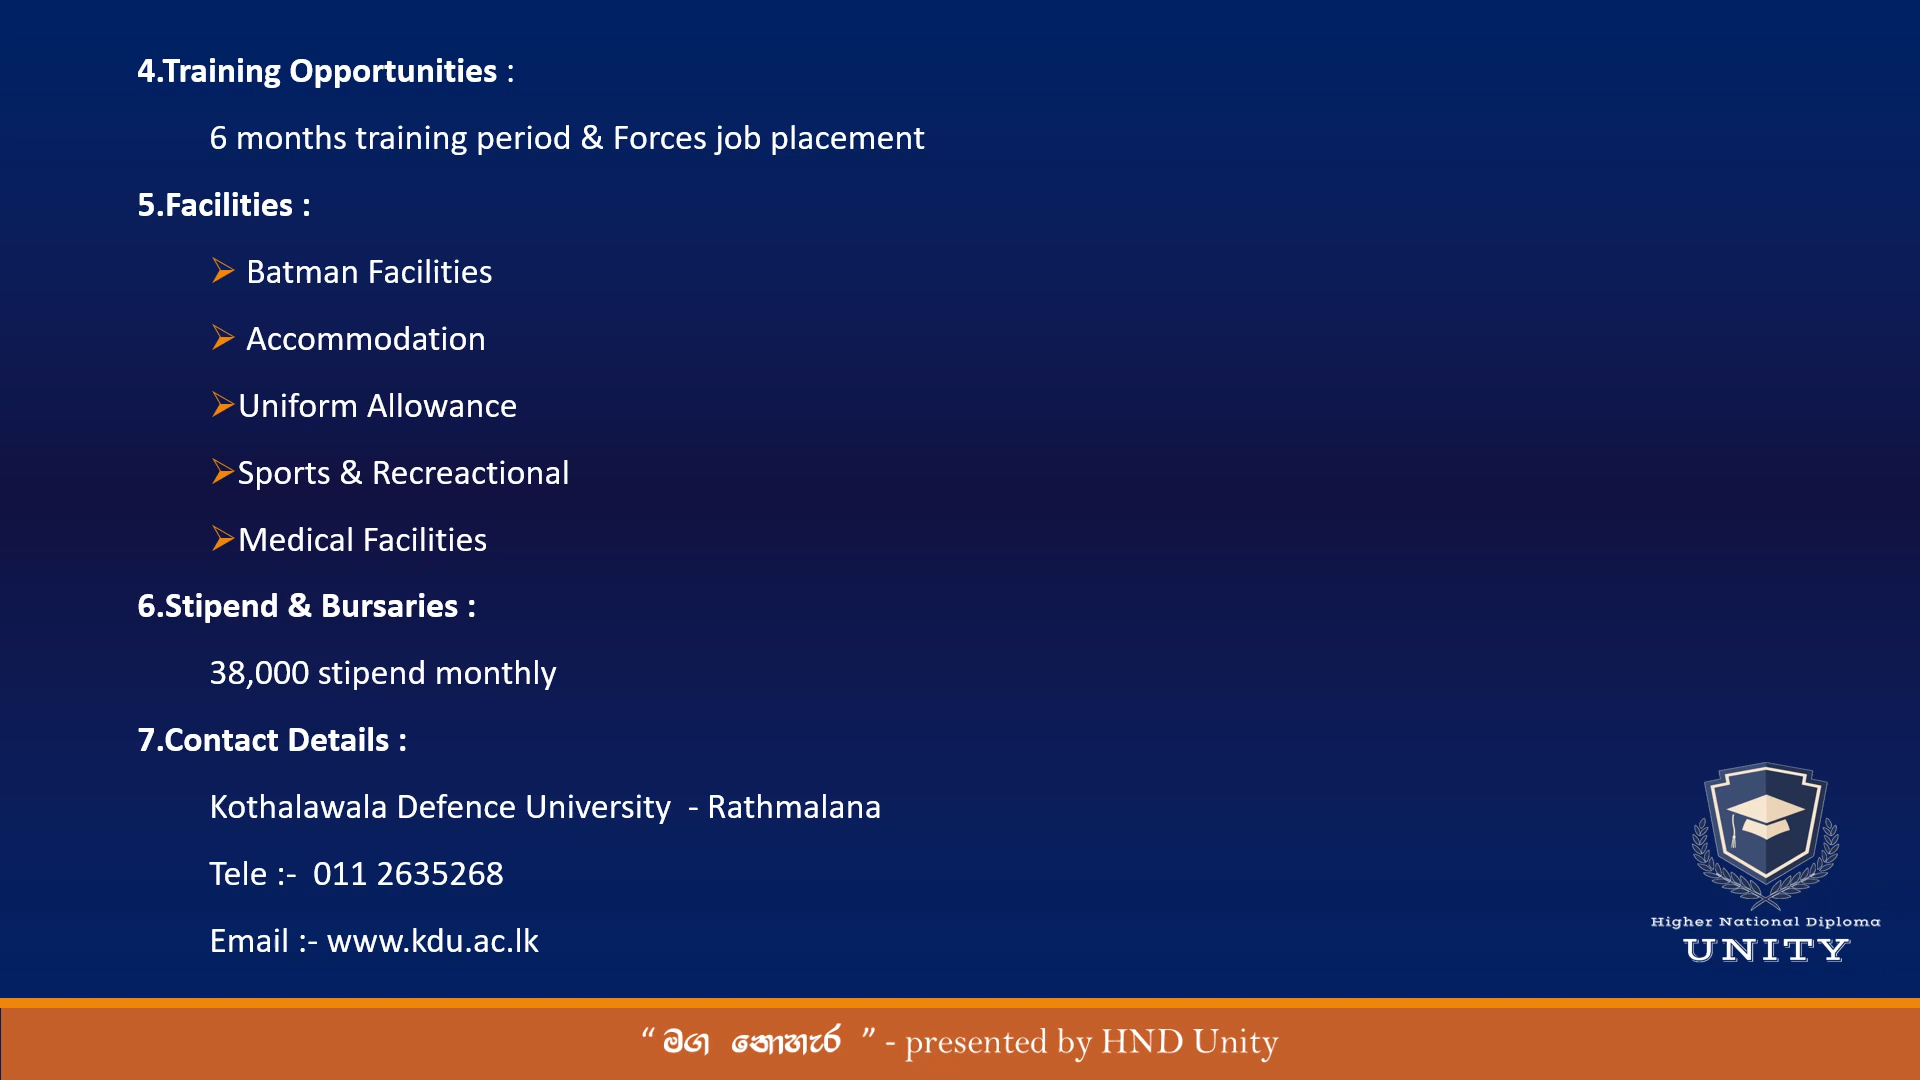 4.Training Opportunities :
6 months training period & Forces job placement
5.Facilities :
➢ Batman Facilities
➢ Accommodation
➢Uniform Allowance
➢Sports & Recreactional
➢Medical Facilities
6.Stipend & Bursaries :
38,000 stipend monthly
7.Contact Details :
Kothalawala Defence University - Rathmalana
Tele :- 011 2635268
Email :- www.kdu.ac.lk
Higher National Diploma
UNITY
“ මග නොහැර ” - presented by HND Unity